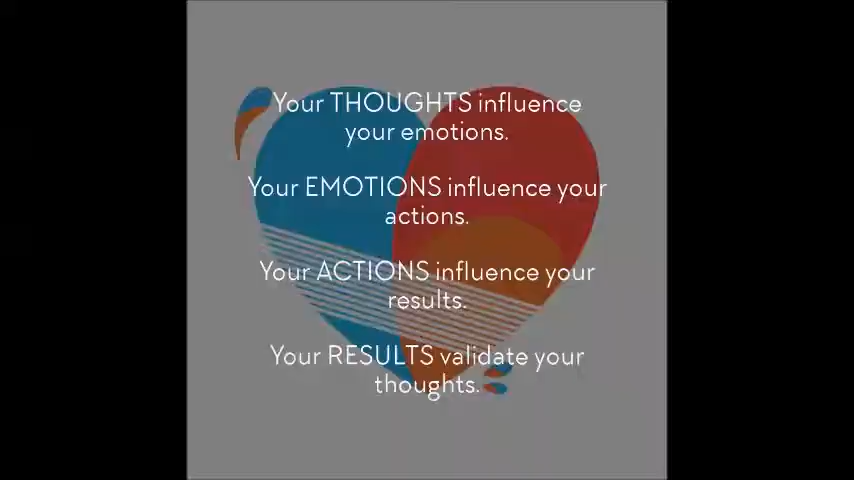 Your THOUGHTS influence
your emotions.
Your EMOTIONS influence your
actions.
Your ACTIONS influence your
results.
Your RESULTS validate your
thoughts.